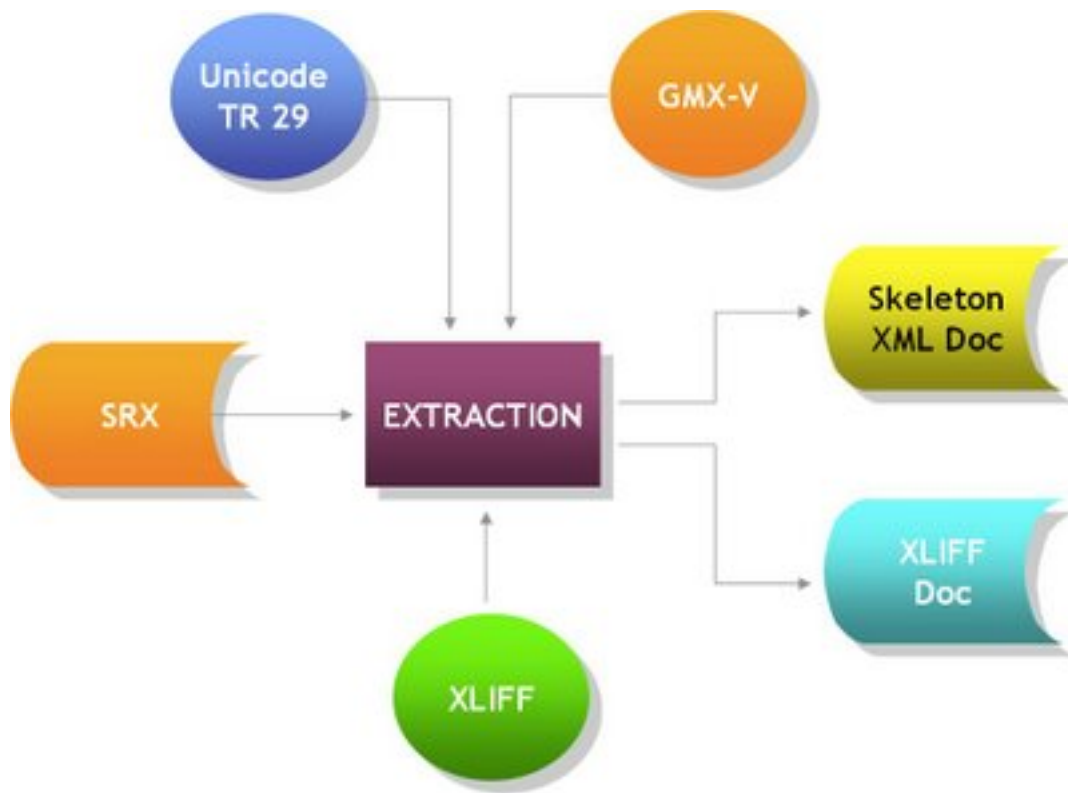 Unicode
TR 29
GMX-V
Skeleton
XML Doc
SRX
EXTRACTION
XLIFF
Doc
XLIFF